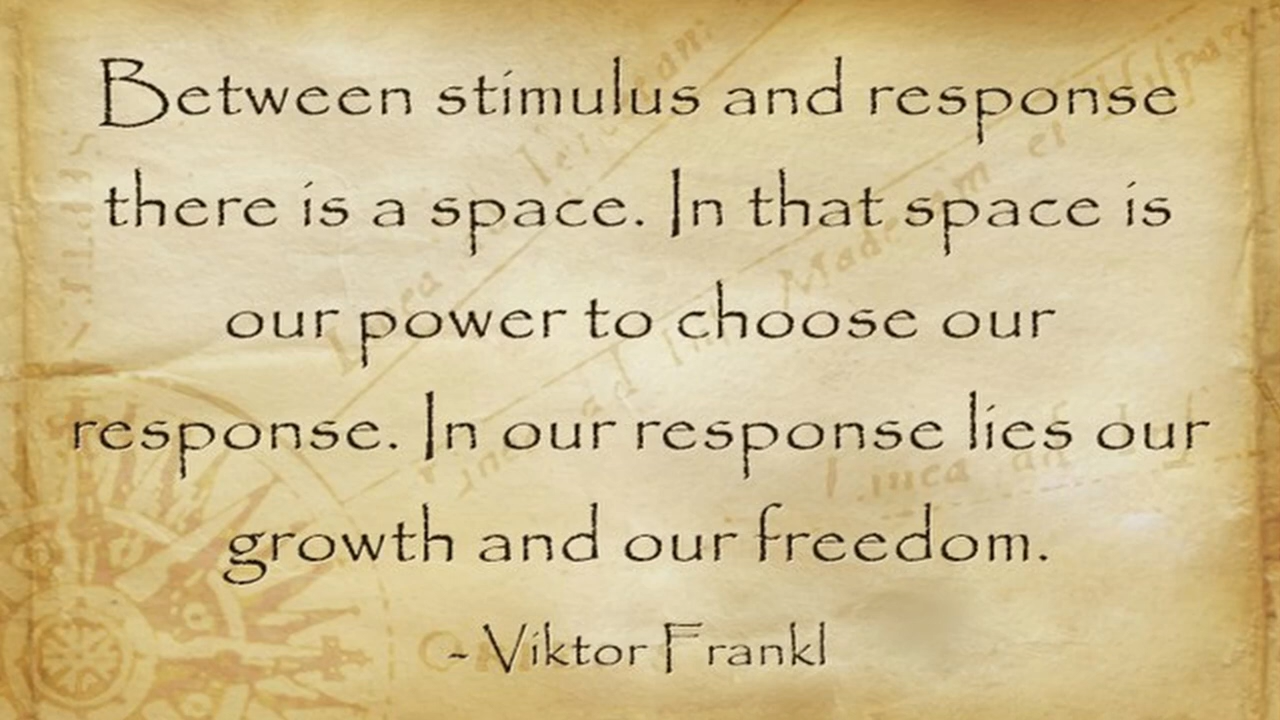 Between stimulus and response
there is a space. In that space is
our power to choose our
response. In our response lies our
growth and our freedom.
- Viktor Frankl